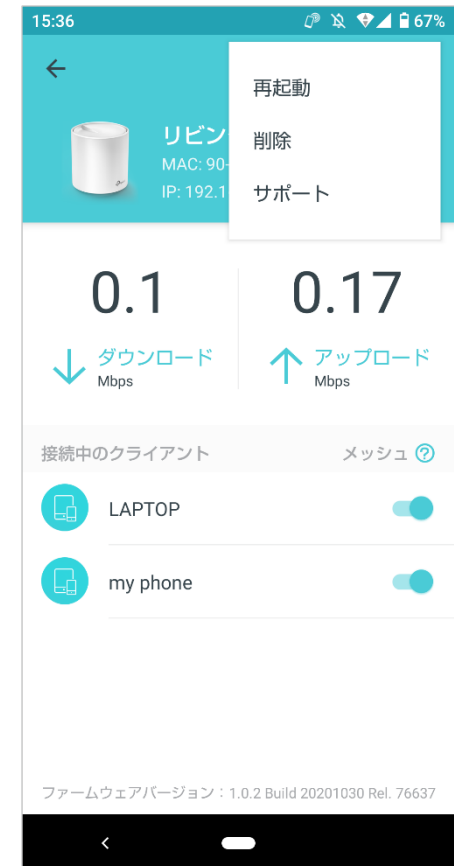 15:36
67%
再起動
削除
サポート
リビン
MAC: 90-
IP: 192.1
0.1
0.17
ダウンロード
Mbps
アップロード
Mbps
接続中のクライアント
メッシュ ?
LAPTOP
my phone
ファームウェアバージョン：1.0.2 Build 20201030 Rel. 76637